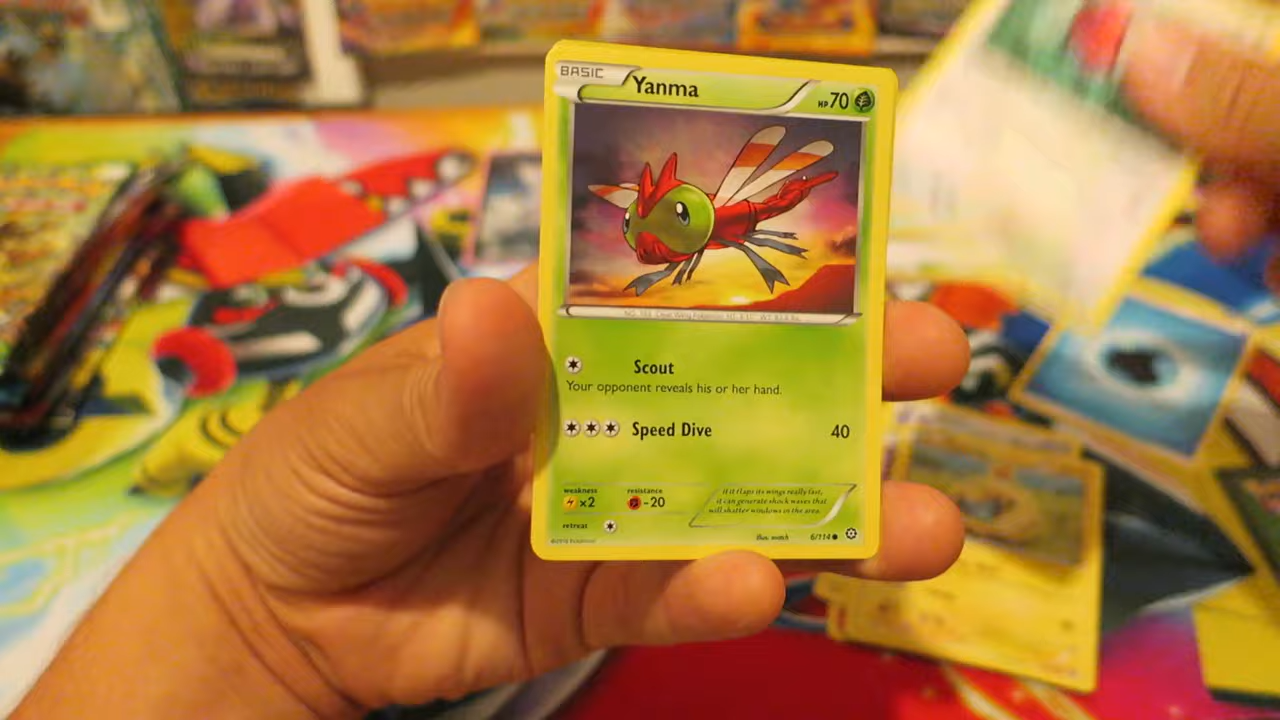 BASIC
Yanma
HP 70
Scout
Your opponent reveals his or her hand.
Speed Dive 40
weakness
×2
resistance
-20
retreat
If it flaps its wings really fast,
it can generate shock waves that
will shatter windows in the area.
6/114